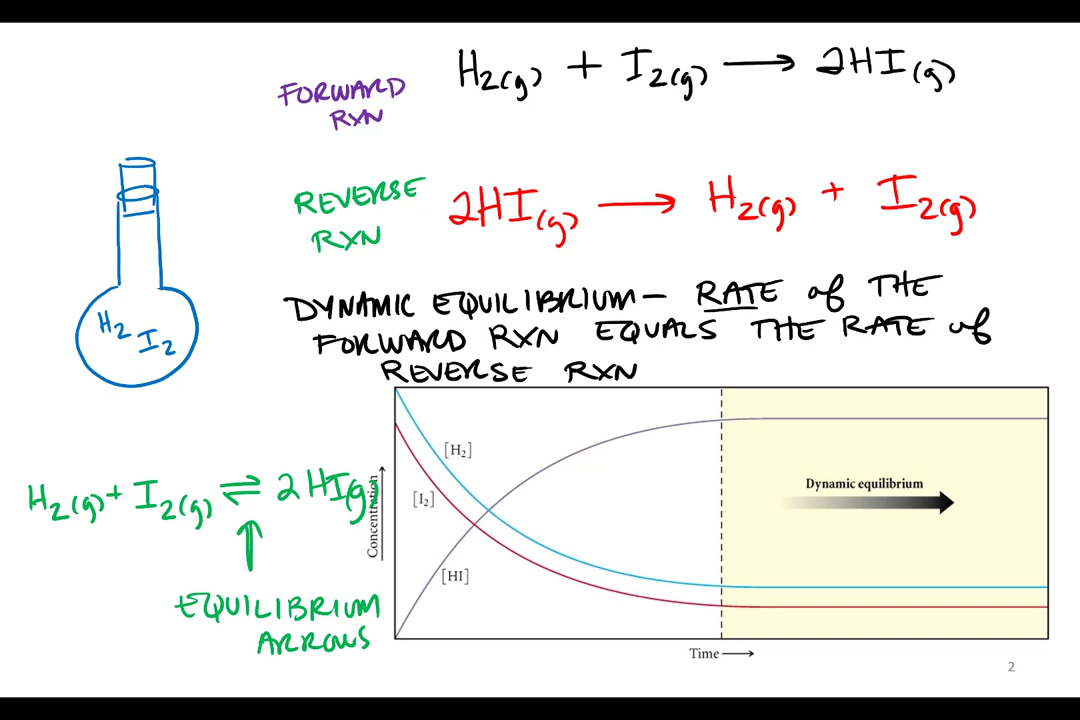 H₂(g) + I₂(g) → 2HI(g)
FORWARD
RXN
REVERSE
RXN
2HI(g) → H₂(g) + I₂(g)
H₂
I₂
DYNAMIC EQUILIBRIUM – RATE of THE
FORWARD RXN EQUALS THE RATE of
REVERSE RXN
H₂(g) + I₂(g) ⇌ 2HI(g)
EQUILIBRIUM
ARROWS
Concentration →
[H₂]
[I₂]
[HI]
Dynamic equilibrium
Time →
2